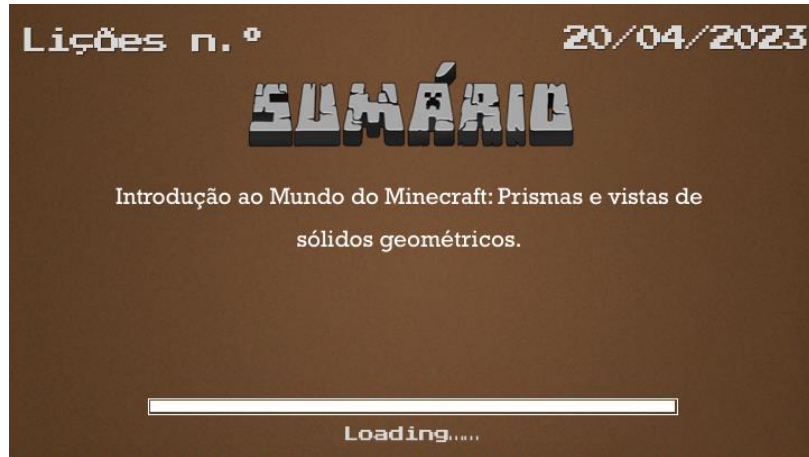 Lições n.º
20/04/2023
SUMÁRIO
Introdução ao Mundo do Minecraft: Prismas e vistas de
sólidos geométricos.
Loading......